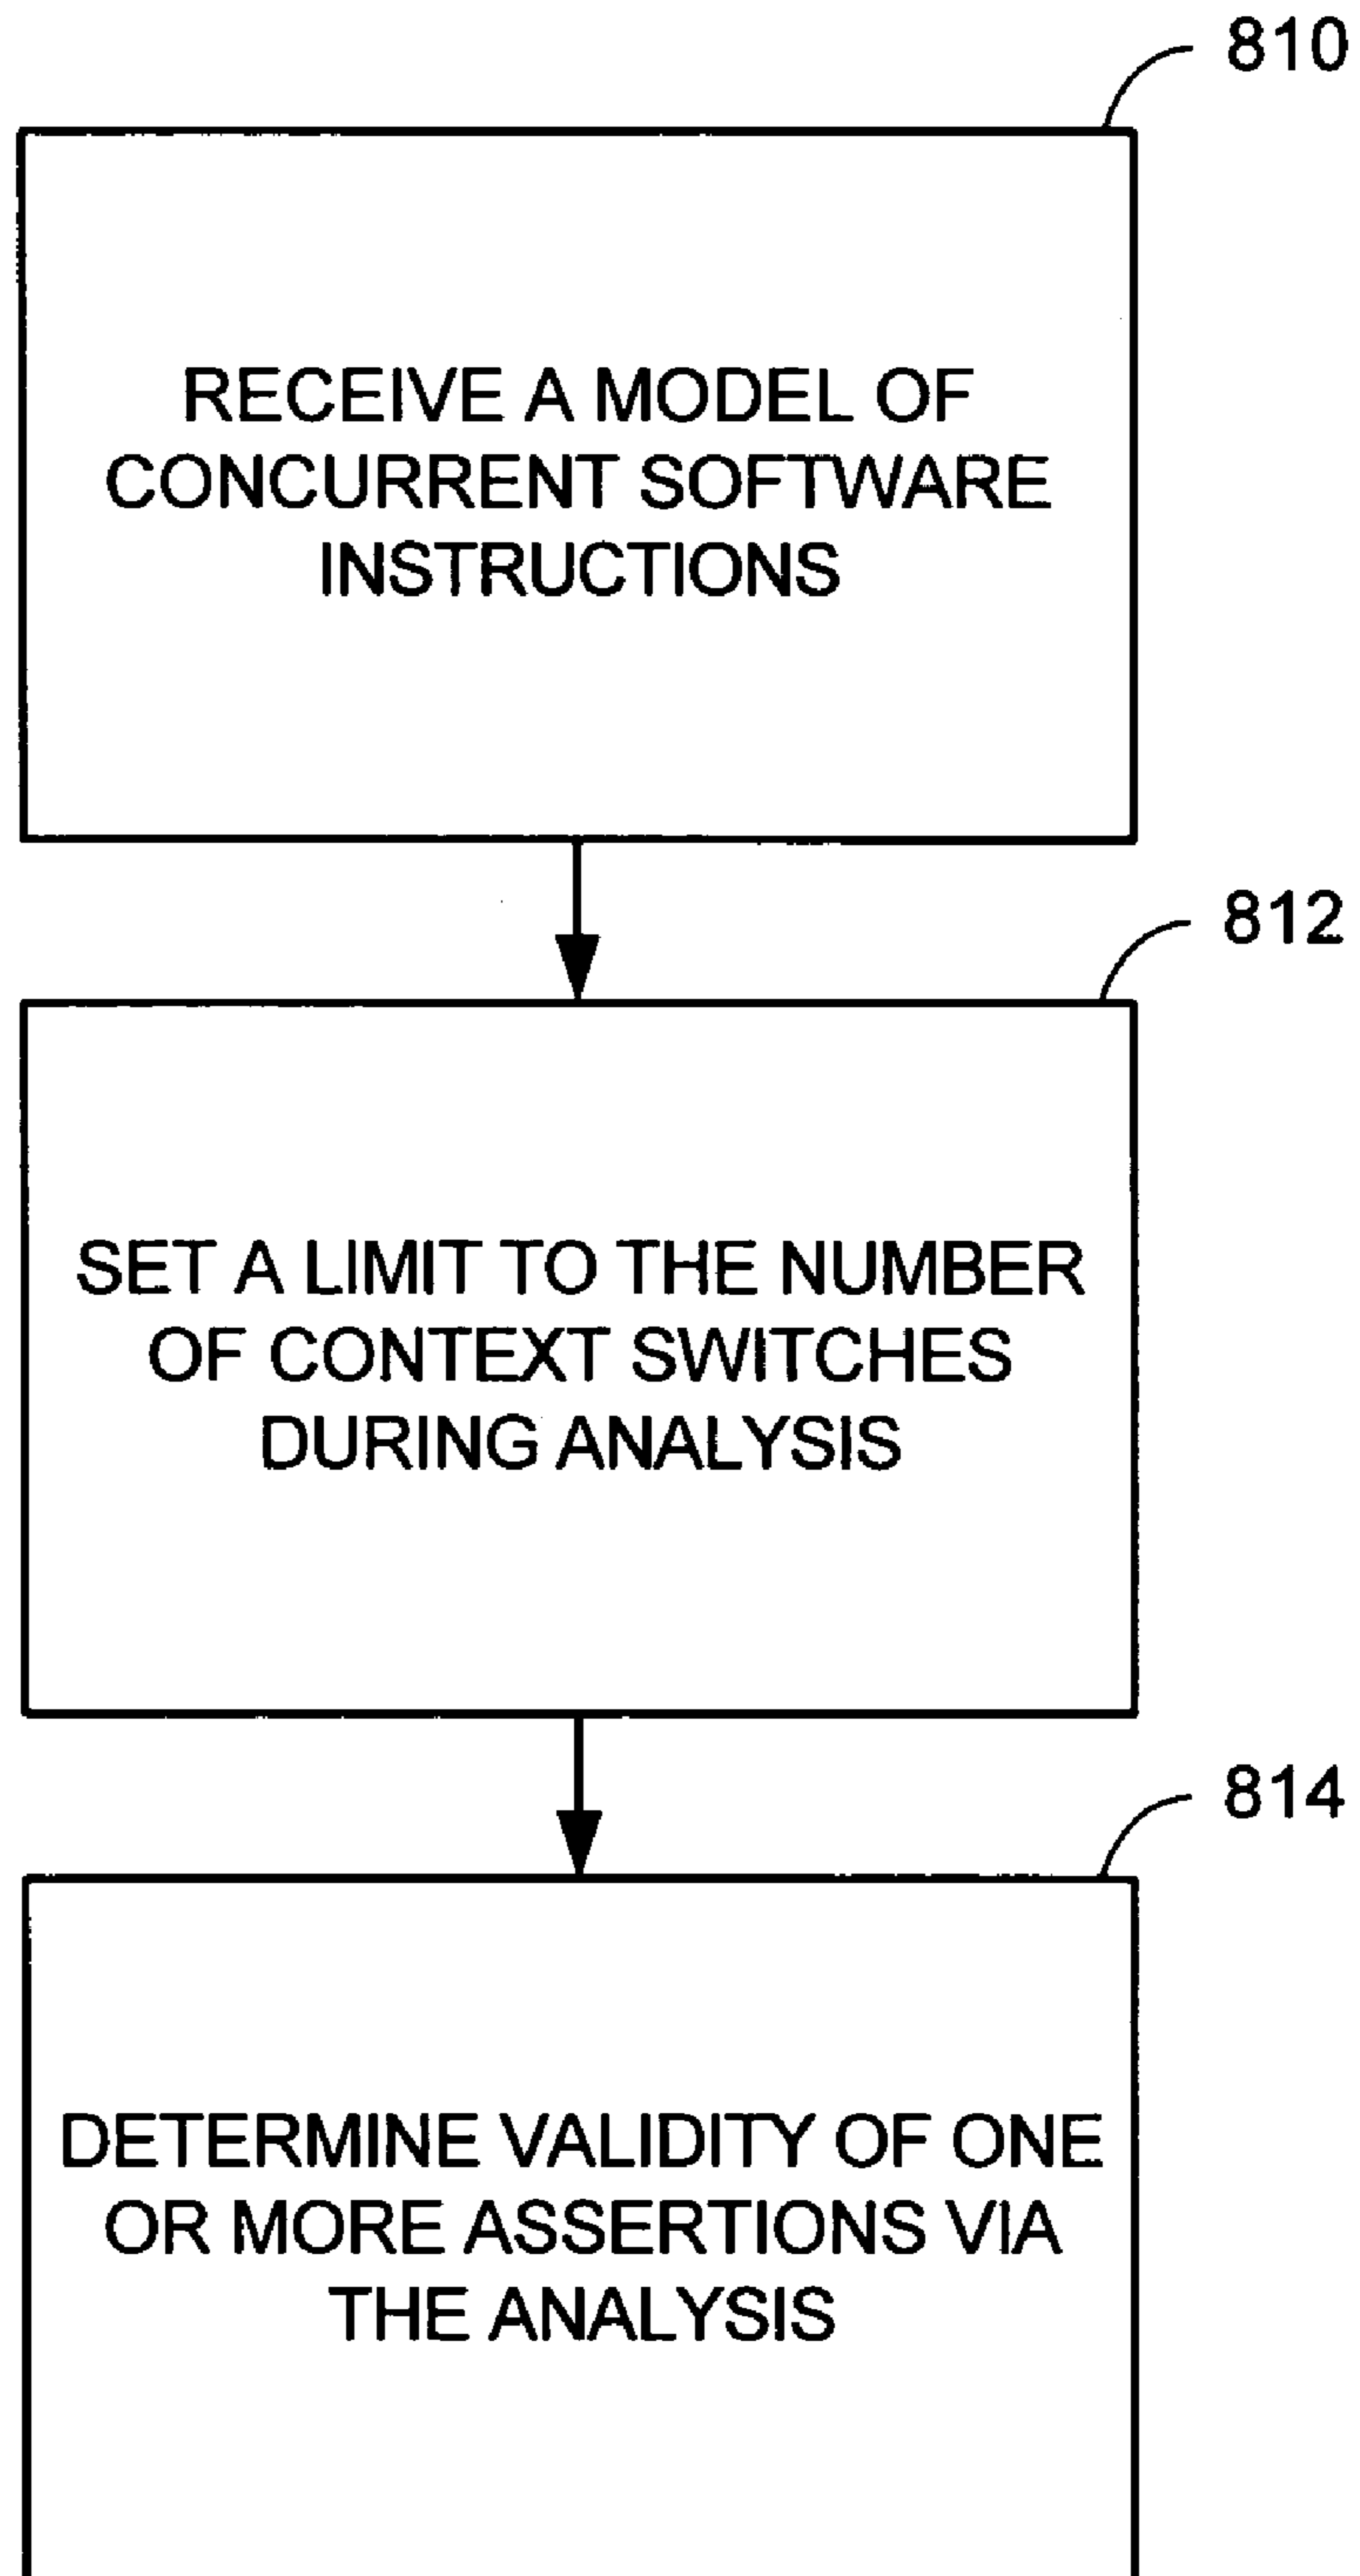 810
RECEIVE A MODEL OF
CONCURRENT SOFTWARE
INSTRUCTIONS
812
SET A LIMIT TO THE NUMBER
OF CONTEXT SWITCHES
DURING ANALYSIS
814
DETERMINE VALIDITY OF ONE
OR MORE ASSERTIONS VIA
THE ANALYSIS